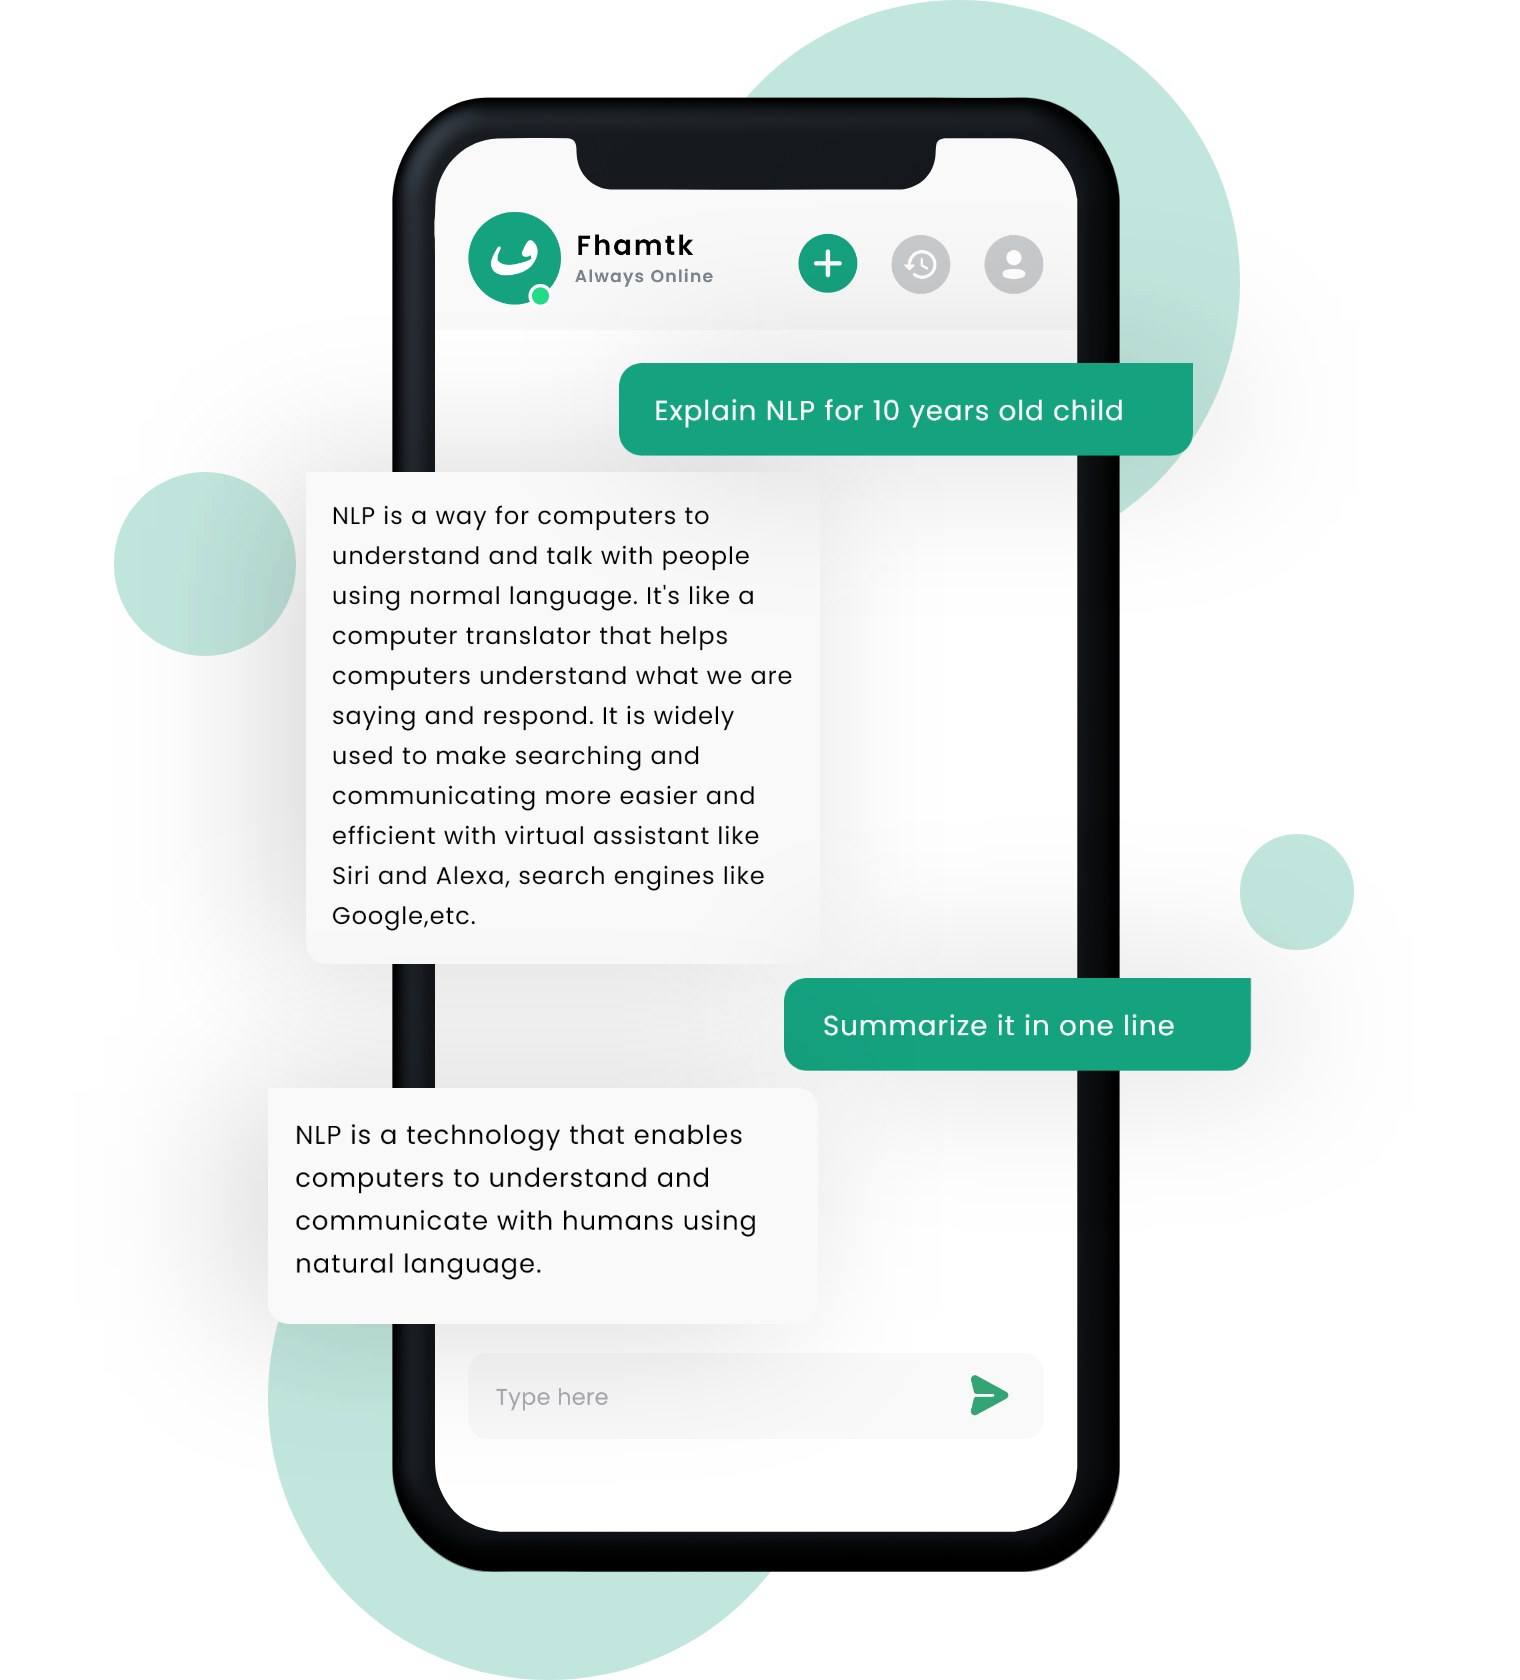 ف
Fhamtk
Always Online
Explain NLP for 10 years old child
NLP is a way for computers to
understand and talk with people
using normal language. It's like a
computer translator that helps
computers understand what we are
saying and respond. It is widely
used to make searching and
communicating more easier and
efficient with virtual assistant like
Siri and Alexa, search engines like
Google,etc.
Summarize it in one line
NLP is a technology that enables
computers to understand and
communicate with humans using
natural language.
Type here